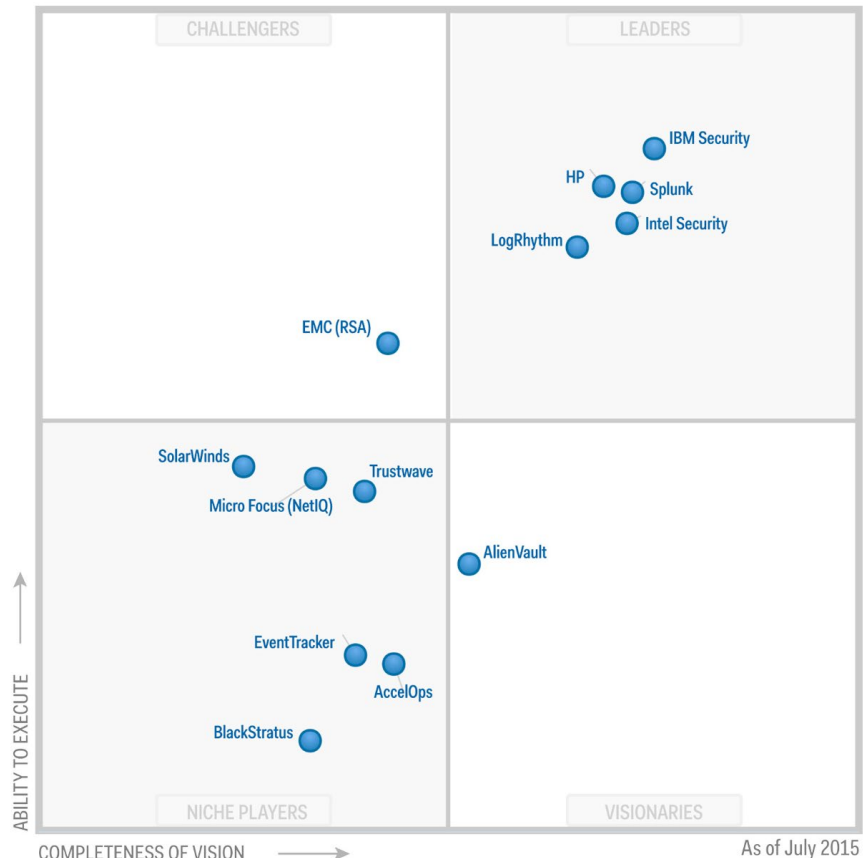 CHALLENGERS
LEADERS
IBM Security
HP
Splunk
Intel Security
LogRhythm
EMC (RSA)
SolarWinds
Trustwave
Micro Focus (NetIQ)
AlienVault
EventTracker
AccelOps
BlackStratus
NICHE PLAYERS
VISIONARIES
ABILITY TO EXECUTE
COMPLETENESS OF VISION
As of July 2015